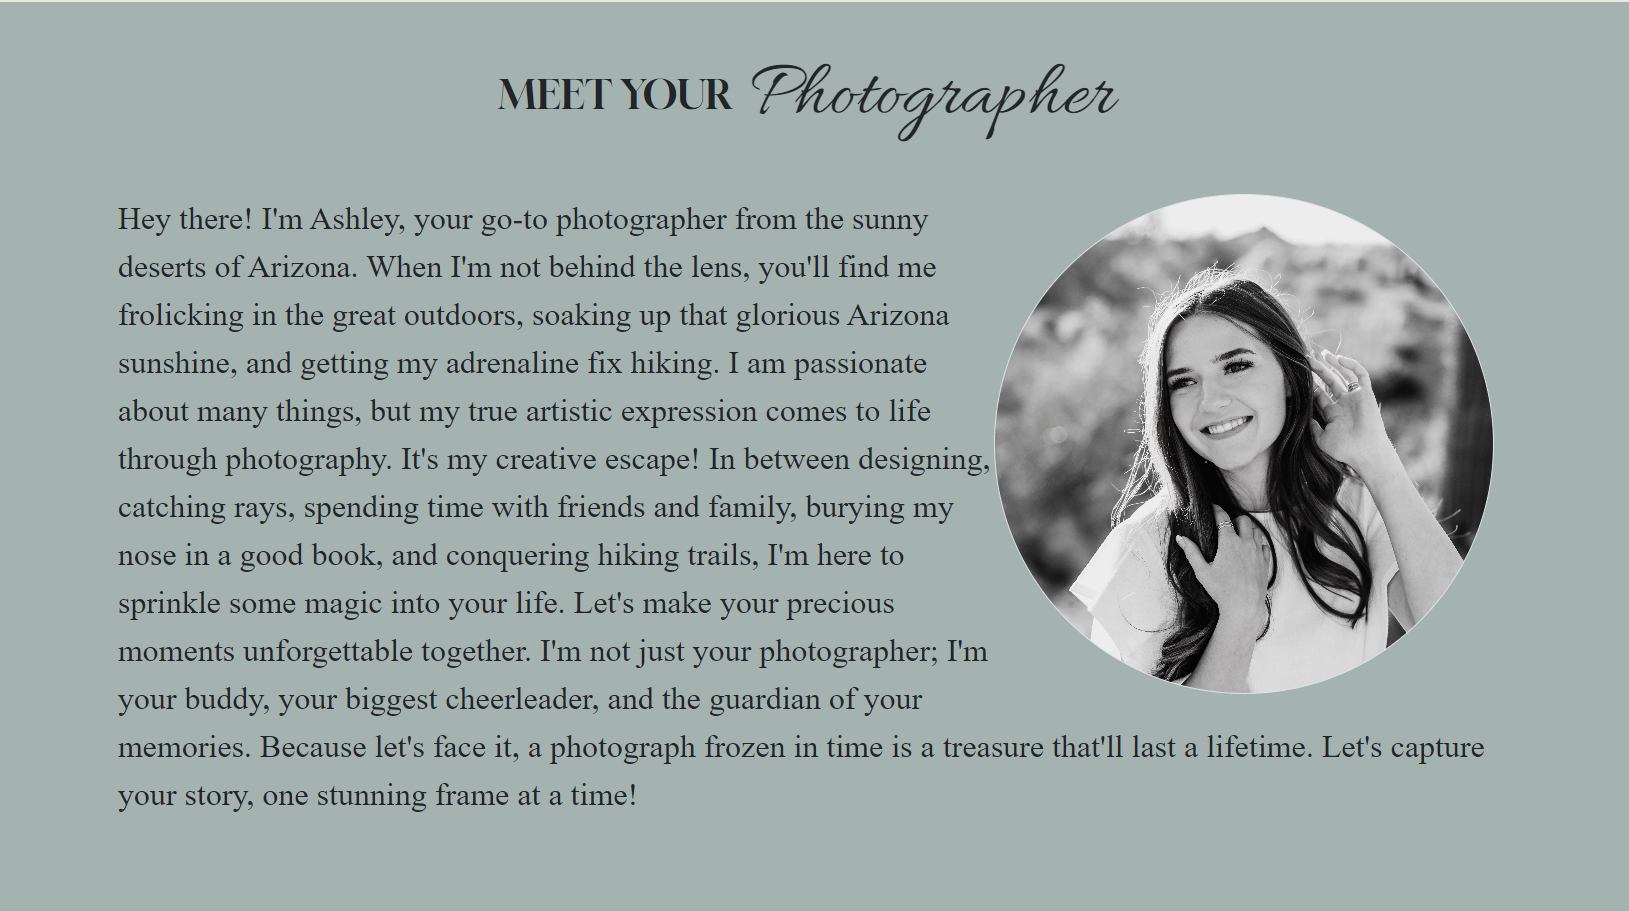 MEET YOUR Photographer
Hey there! I'm Ashley, your go-to photographer from the sunny
deserts of Arizona. When I'm not behind the lens, you'll find me
frolicking in the great outdoors, soaking up that glorious Arizona
sunshine, and getting my adrenaline fix hiking. I am passionate
about many things, but my true artistic expression comes to life
through photography. It's my creative escape! In between designing,
catching rays, spending time with friends and family, burying my
nose in a good book, and conquering hiking trails, I'm here to
sprinkle some magic into your life. Let's make your precious
moments unforgettable together. I'm not just your photographer; I'm
your buddy, your biggest cheerleader, and the guardian of your
memories. Because let's face it, a photograph frozen in time is a treasure that'll last a lifetime. Let's capture
your story, one stunning frame at a time!